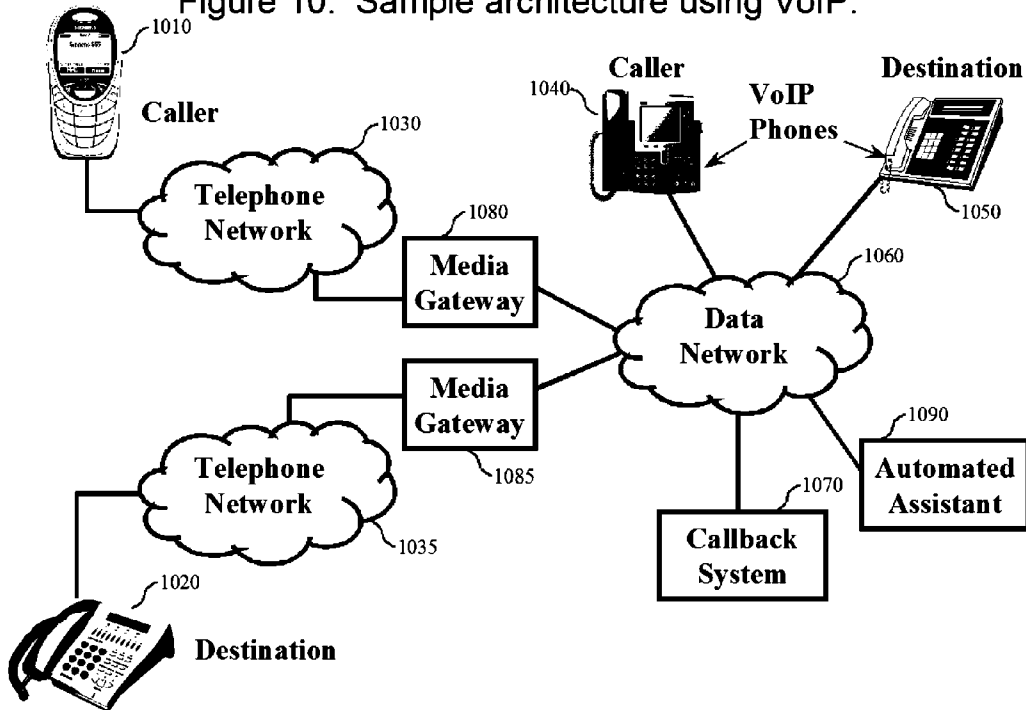 Figure 10. Sample architecture using VoIP.
1010
Caller
1030
Telephone
Network
1080
Media
Gateway
Caller
1040
VoIP
Phones
Destination
1050
1060
Data
Network
Media
Gateway
1085
Telephone
Network
1035
1090
Automated
Assistant
1070
Callback
System
1020
Destination